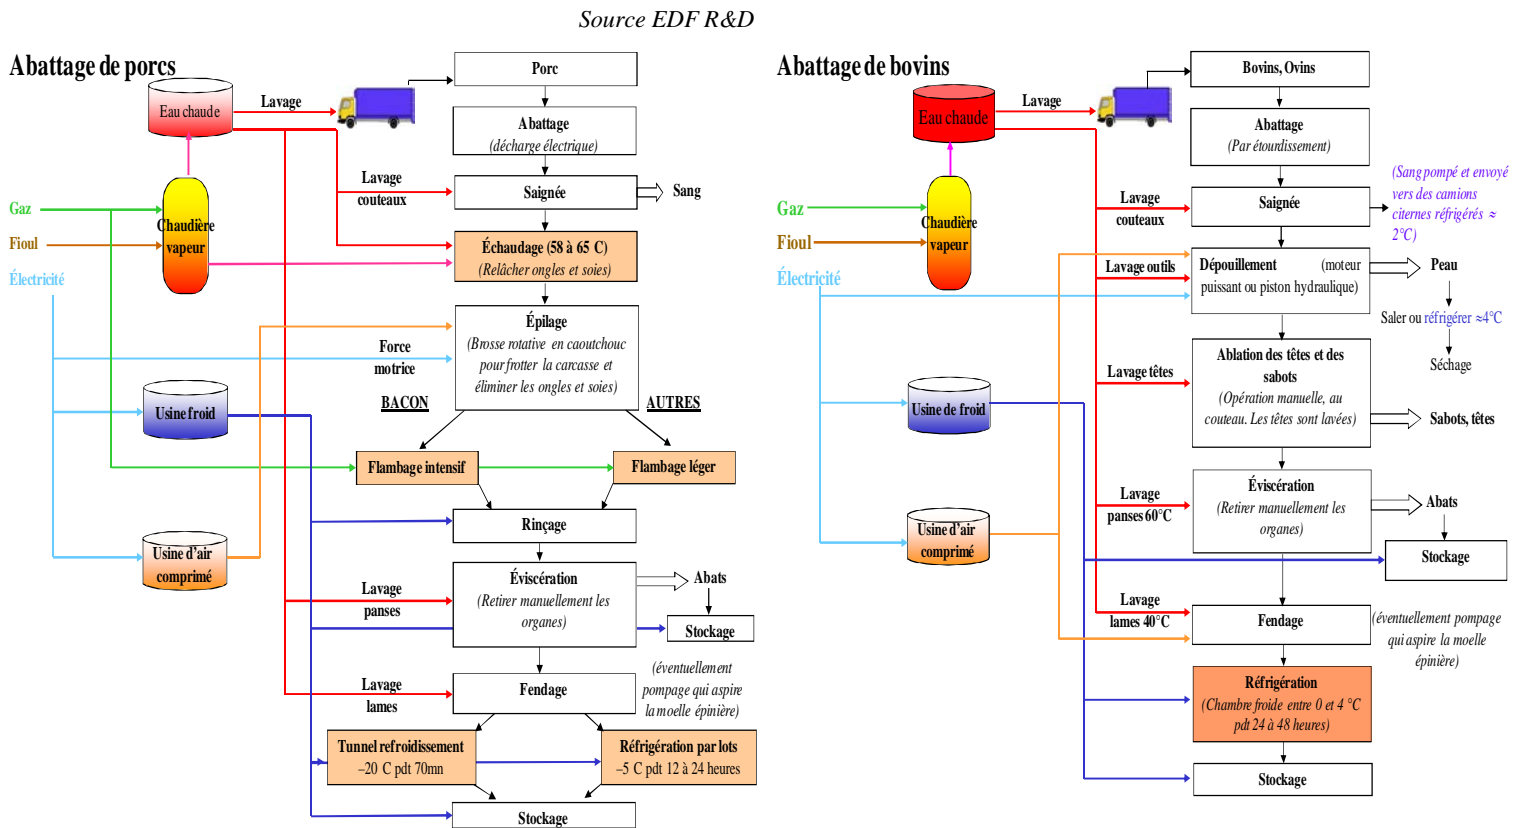 Source EDF R&D
Abattage de porcs
Eau chaude
Lavage
Porc
Abattage
(décharge électrique)
Lavage
couteaux
Saignée
Sang
Gaz
Fioul
Électricité
Chaudière
vapeur
Échaudage (58 à 65 C)
(Relâcher ongles et soies)
Épilage
(Brosse rotative en caoutchouc
pour frotter la carcasse et
éliminer les ongles et soies)
Force
motrice
BACON
AUTRES
Usine froid
Flambage intensif
Flambage léger
Rinçage
Usine d’air
comprimé
Éviscération
(Retirer manuellement les
organes)
Lavage
panses
Abats
Stockage
Lavage
lames
Fendage
(éventuellement
pompage qui aspire
la moelle épinière)
Tunnel refroidissement
–20 C pdt 70mn
Réfrigération par lots
–5 C pdt 12 à 24 heures
Stockage
Abattage de bovins
Eau chaude
Lavage
Bovins, Ovins
Abattage
(Par étourdissement)
Lavage
couteaux
Saignée
(Sang pompé et envoyé
vers des camions
citernes réfrigérés ≈
2°C)
Gaz
Fioul
Électricité
Chaudière
vapeur
Lavage outils
Dépouillement (moteur
puissant ou piston hydraulique)
Peau
Saler ou réfrigérer ≈4°C
Séchage
Lavage têtes
Ablation des têtes et des
sabots
(Opération manuelle, au
couteau. Les têtes sont lavées)
Sabots, têtes
Usine de froid
Lavage
panses 60°C
Éviscération
(Retirer manuellement les
organes)
Abats
Stockage
Usine d’air
comprimé
Lavage
lames 40°C
Fendage
(éventuellement pompage
qui aspire la moelle
épinière)
Réfrigération
(Chambre froide entre 0 et 4 °C
pdt 24 à 48 heures)
Stockage